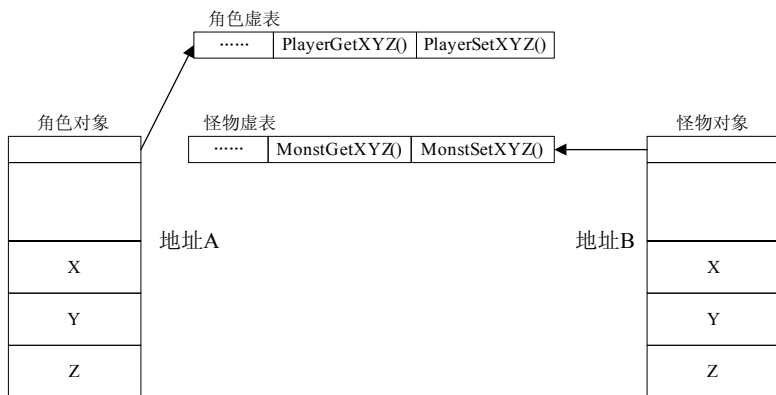 角色虚表
…… PlayerGetXYZ() PlayerSetXYZ()
角色对象 怪物虚表 怪物对象
…… MonstGetXYZ() MonstSetXYZ()
地址A 地址B
X X
Y Y
Z Z